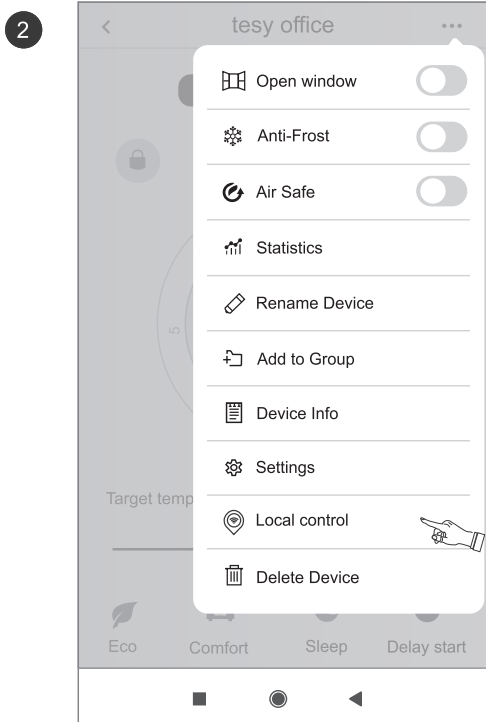 2
tesy office
Open window
Anti-Frost
Air Safe
Statistics
5
Rename Device
Add to Group
Device Info
Settings
Target temp
Local control
Delete Device
Eco Comfort Sleep Delay start